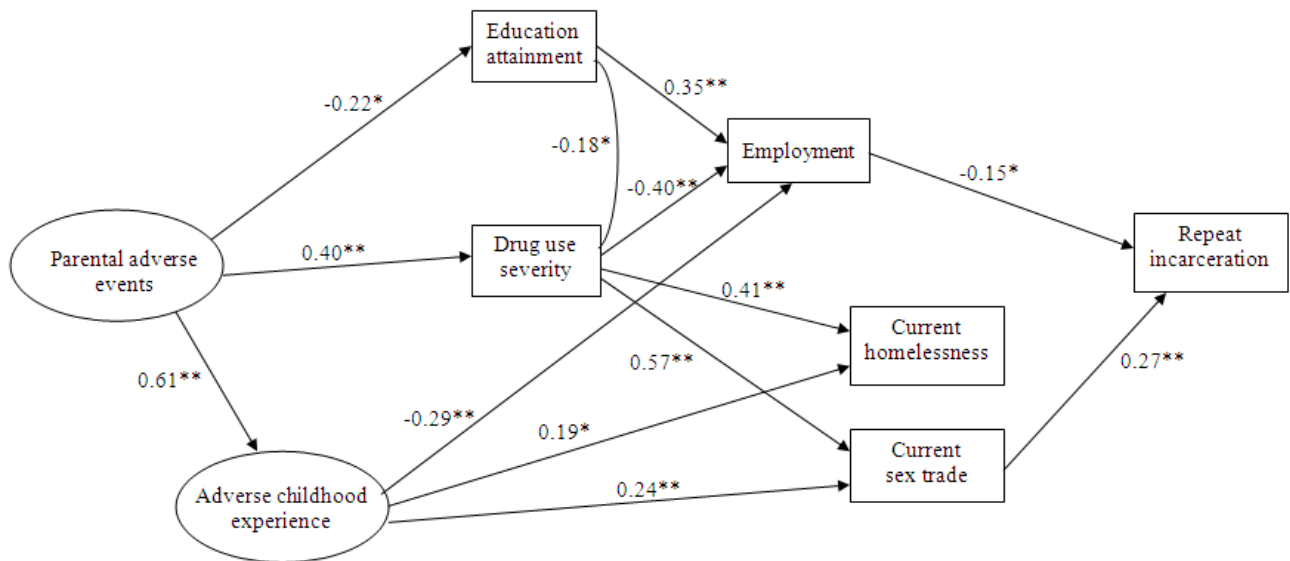 Education
attainment
-0.22*
0.35**
-0.18*
Employment
-0.40**
-0.15*
Parental adverse
events
0.40**
Drug use
severity
Repeat
incarceration
0.41**
Current
homelessness
0.61**
0.57**
0.27**
-0.29**
0.19*
Current
sex trade
Adverse childhood
experience
0.24**